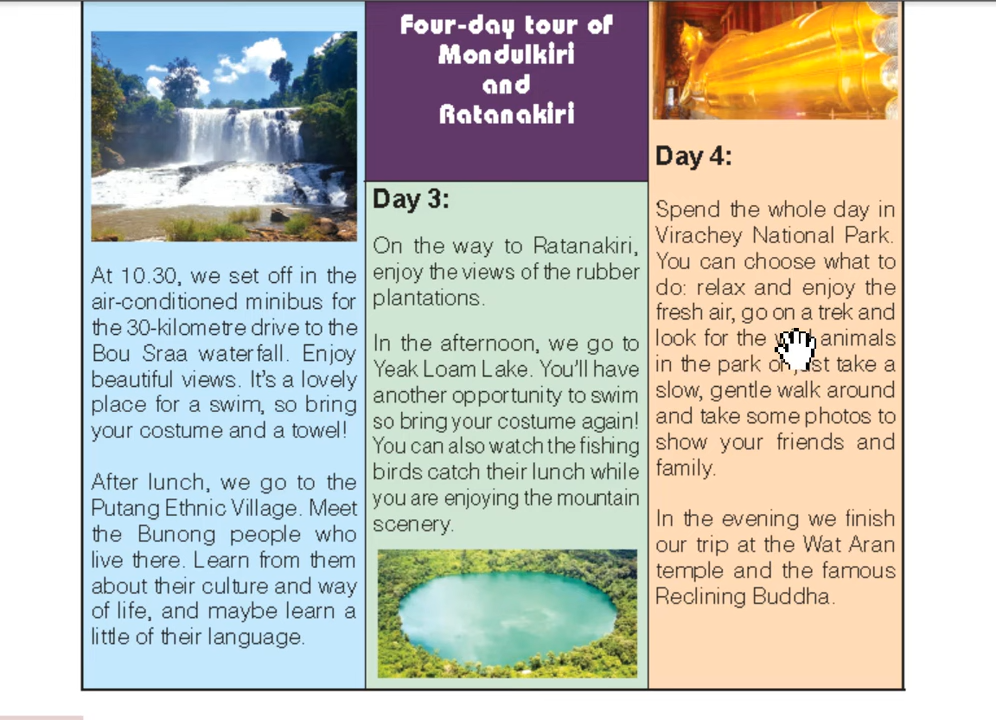 At 10.30, we set off in the
air-conditioned minibus for
the 30-kilometre drive to the
Bou Sraa waterfall. Enjoy
beautiful views. It's a lovely
place for a swim, so bring
your costume and a towel!
After lunch, we go to the
Putang Ethnic Village. Meet
the Bunong people who
live there. Learn from them
about their culture and way
of life, and maybe learn a
little of their language.
Four-day tour of
Mondulkiri
and
Ratanakiri
Day 3:
On the way to Ratanakiri,
enjoy the views of the rubber
plantations.
In the afternoon, we go to
Yeak Loam Lake. You'll have
another opportunity to swim
so bring your costume again!
You can also watch the fishing
birds catch their lunch while
you are enjoying the mountain
scenery.
Day 4:
Spend the whole day in
Virachey National Park.
You can choose what to
do: relax and enjoy the
fresh air, go on a trek and
look for the animals
in the park or just take a
slow, gentle walk around
and take some photos to
show your friends and
family.
In the evening we finish
our trip at the Wat Aran
temple and the famous
Reclining Buddha.